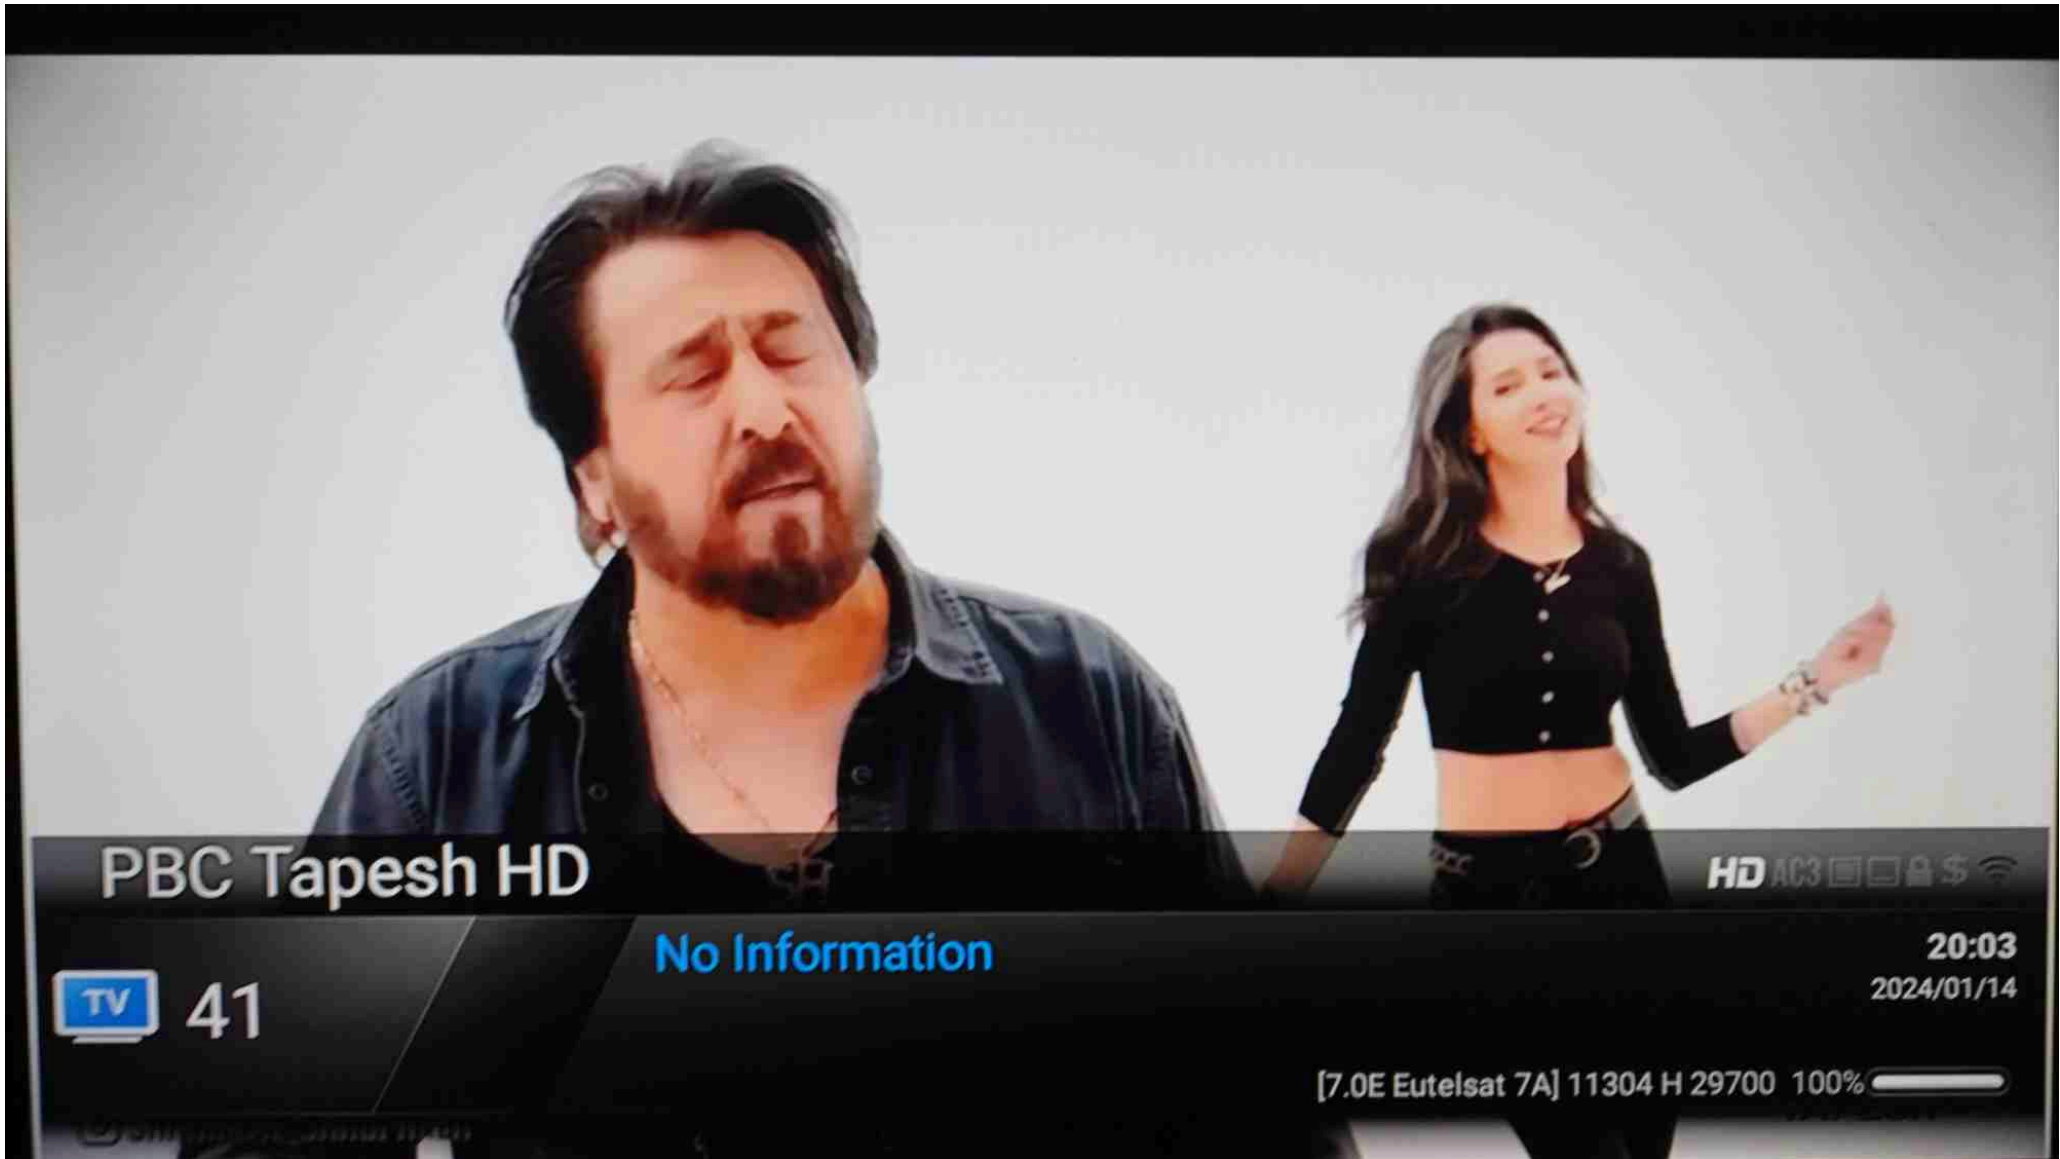 PBC Tapesh HD
HD AC3 $
TV 41
No Information
20:03
2024/01/14
[7.0E Eutelsat 7A] 11304 H 29700 100%